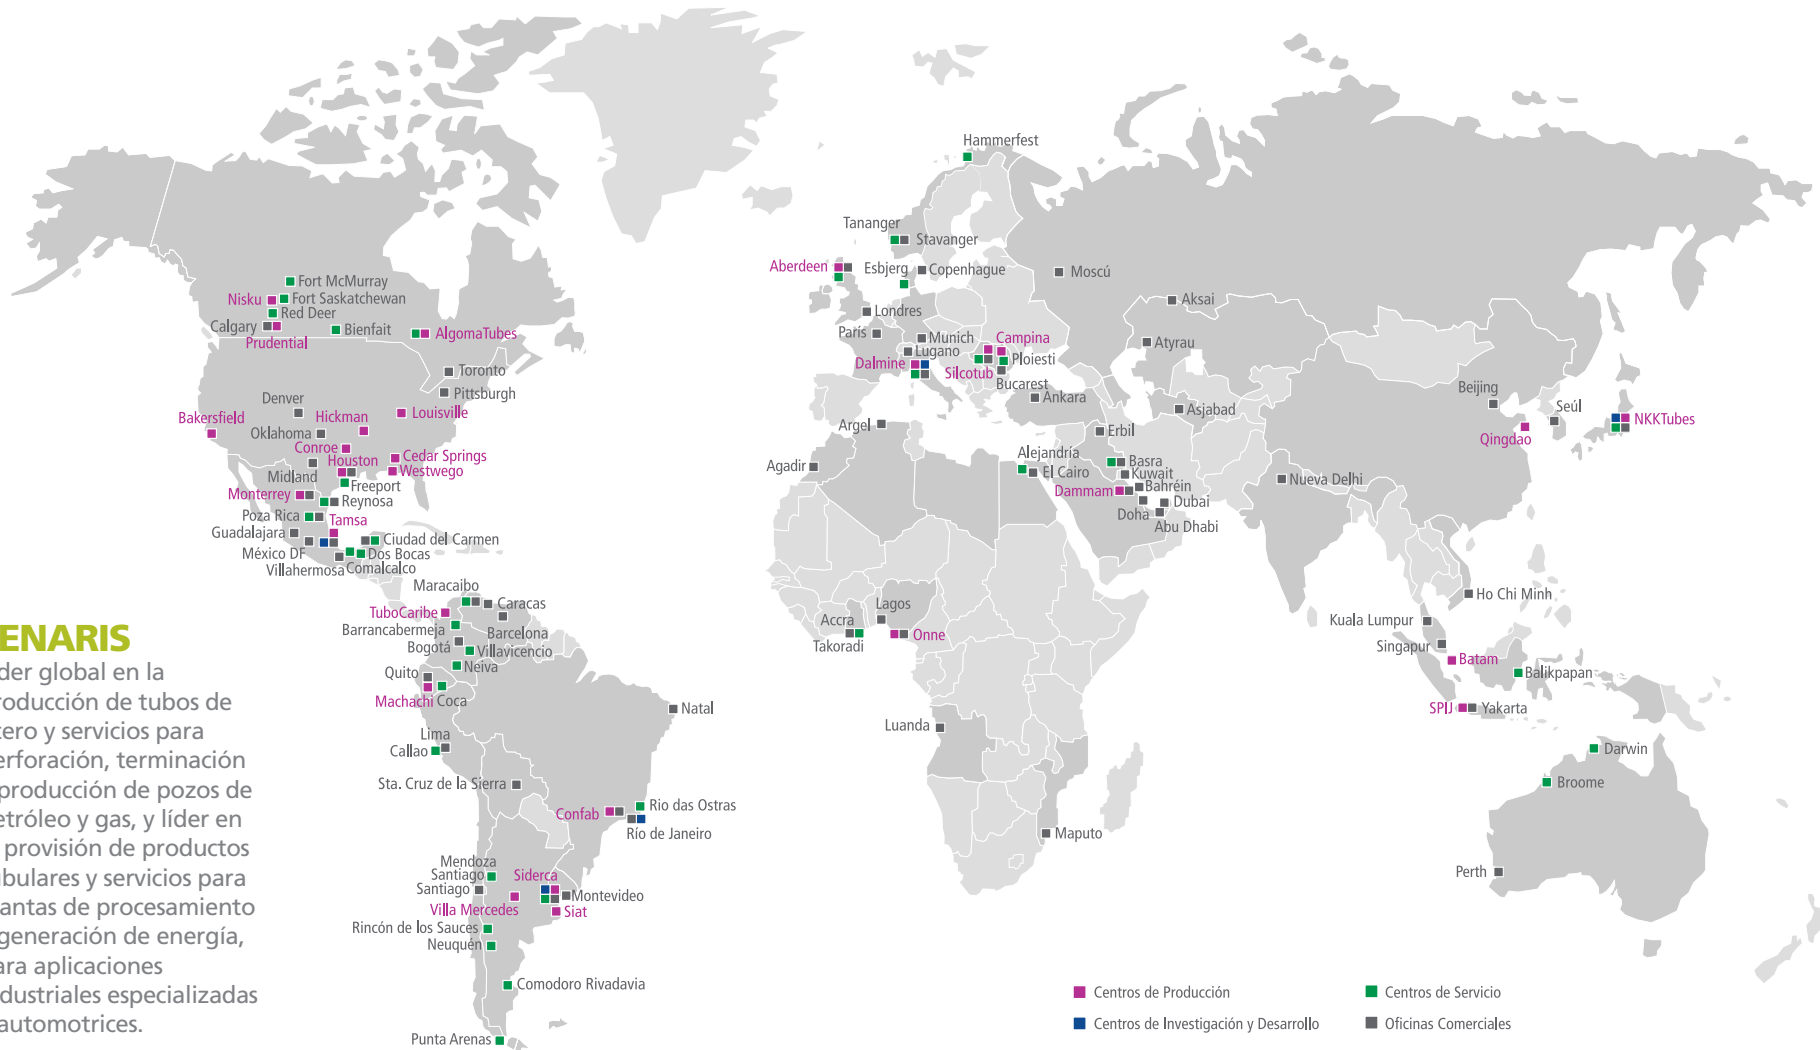 Hammerfest
Tananger
Stavanger
Aberdeen
Esbjerg
Copenhague
Moscú
Fort McMurray
Nisku
Fort Saskatchewan
Red Deer
Calgary
Bienfait
AlgomaTubes
Prudential
Aksai
Londres
París
Munich
Campina
Lugano
Ploiesti
Atyrau
Dalmine
Silcotub
Bucarest
Toronto
Pittsburgh
Denver
Hickman
Louisville
Bakersfield
Oklahoma
Conroe
Houston
Cedar Springs
Westwego
Midland
Freeport
Monterrey
Reynosa
Poza Rica
Tamsa
Guadalajara
Ciudad del Carmen
México DF
Dos Bocas
Villahermosa
Comalcalco
Ankara
Asjabad
Beijing
Seúl
NKKTubes
Qingdao
Argel
Erbil
Agadir
Alejandría
El Cairo
Basra
Kuwait
Bahréin
Dammam
Dubai
Doha
Abu Dhabi
Nueva Delhi
Maracaibo
Caracas
TuboCaribe
Barrancabermeja
Barcelona
Bogotá
Villavicencio
Neiva
Quito
Machachi
Coca
Lagos
Accra
Onne
Takoradi
Ho Chi Minh
Kuala Lumpur
Singapur
Batam
Balikpapan
SPIJ
Yakarta
Natal
Luanda
Lima
Callao
Sta. Cruz de la Sierra
Darwin
Broome
Confab
Rio das Ostras
Río de Janeiro
Maputo
Mendoza
Santiago
Santiago
Siderca
Montevideo
Villa Mercedes
Siat
Perth
Rincón de los Sauces
Neuquén
Comodoro Rivadavia
Punta Arenas
ENARIS
der global en la
roducción de tubos de
ero y servicios para
erforación, terminación
producción de pozos de
etróleo y gas, y líder en
provisión de productos
bulares y servicios para
antas de procesamiento
generación de energía,
ara aplicaciones
dustriales especializadas
automotrices.
Centros de Producción
Centros de Servicio
Centros de Investigación y Desarrollo
Oficinas Comerciales